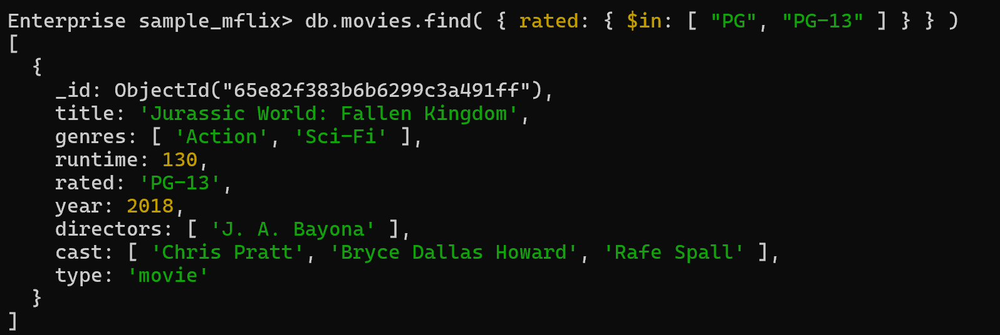 Enterprise sample_mflix> db.movies.find( { rated: { $in: [ "PG", "PG-13" ] } } )
[
  {
    _id: ObjectId("65e82f383b6b6299c3a491ff"),
    title: 'Jurassic World: Fallen Kingdom',
    genres: [ 'Action', 'Sci-Fi' ],
    runtime: 130,
    rated: 'PG-13',
    year: 2018,
    directors: [ 'J. A. Bayona' ],
    cast: [ 'Chris Pratt', 'Bryce Dallas Howard', 'Rafe Spall' ],
    type: 'movie'
  }
]